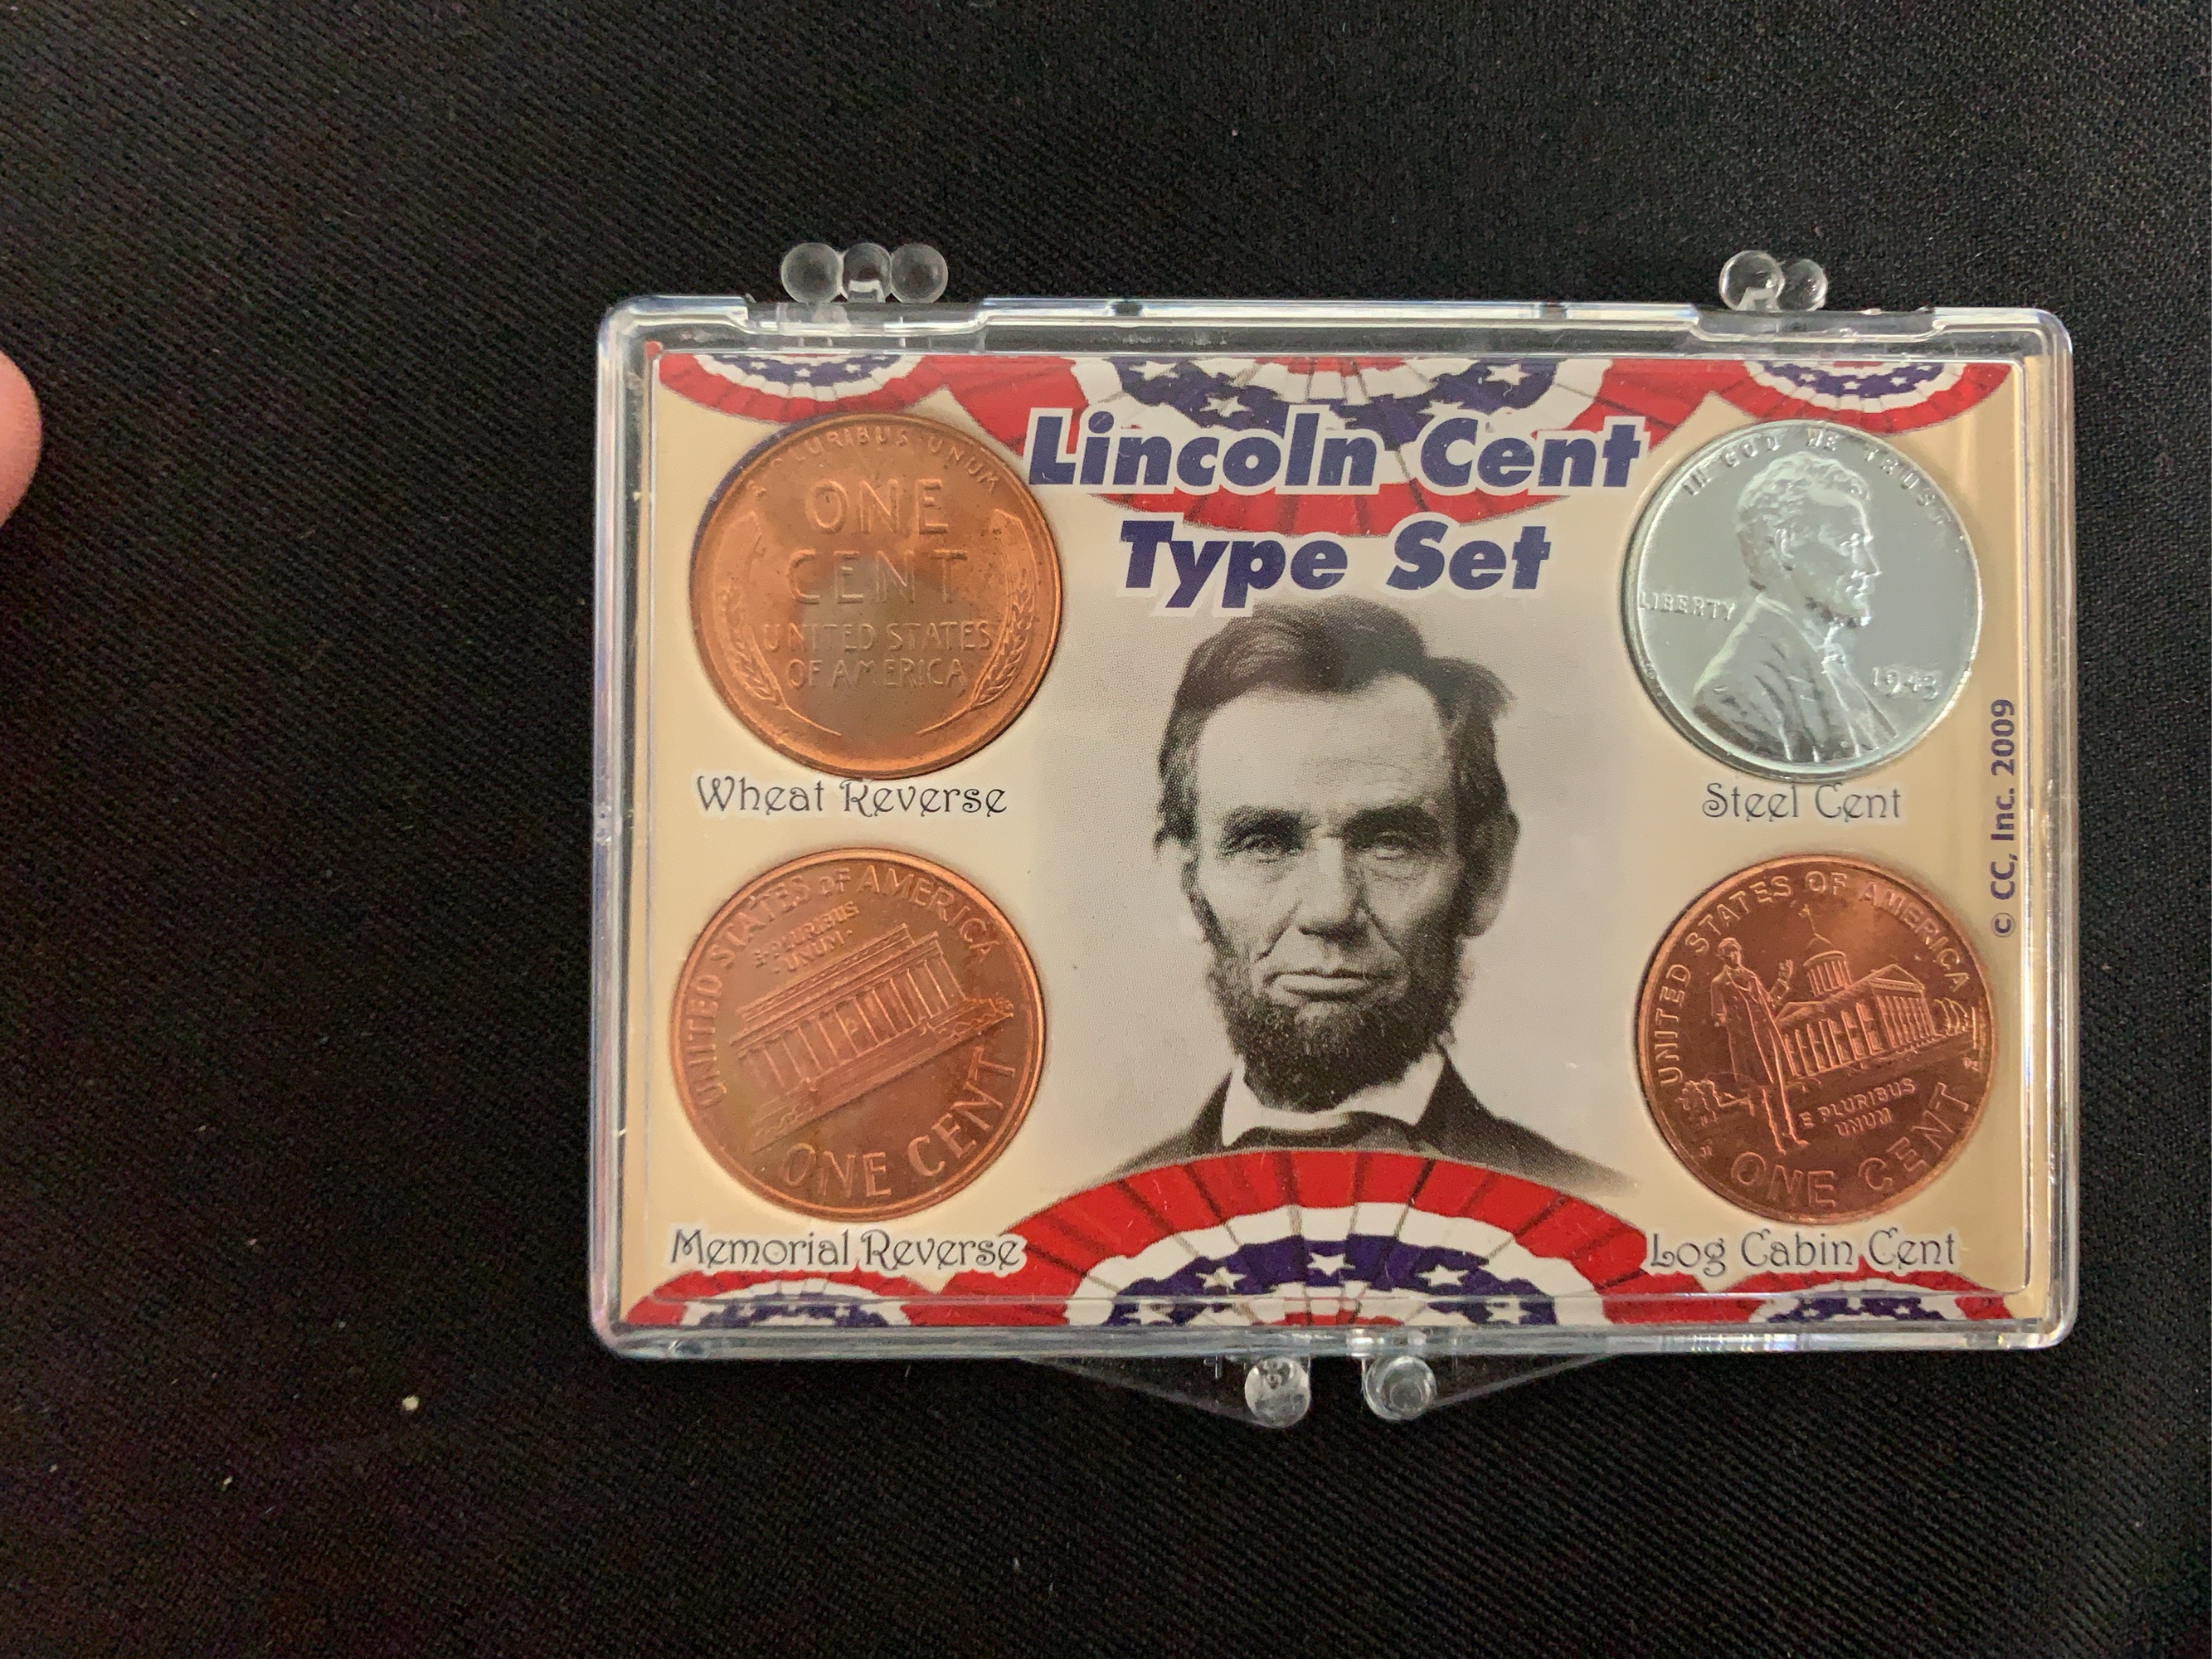 Lincoln Cent
Type Set
PLURIBUS UNUM
ONE
CENT
UNITED STATES
OF AMERICA
Wheat Reverse
IN GOD WE TRUST
LIBERTY
1943
Steel Cent
© CC, Inc. 2009
UNITED STATES OF AMERICA
E·PLURIBUS
·UNUM·
ONE CENT
Memorial Reverse
UNITED STATES OF AMERICA
E PLURIBUS
UNUM
ONE CENT
Log Cabin Cent